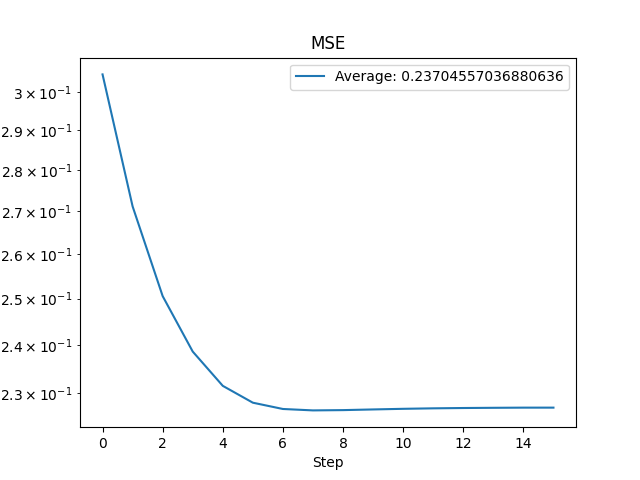 MSE
Average: 0.23704557036880636
3 × 10⁻¹
2.9 × 10⁻¹
2.8 × 10⁻¹
2.7 × 10⁻¹
2.6 × 10⁻¹
2.5 × 10⁻¹
2.4 × 10⁻¹
2.3 × 10⁻¹
0 2 4 6 8 10 12 14
Step